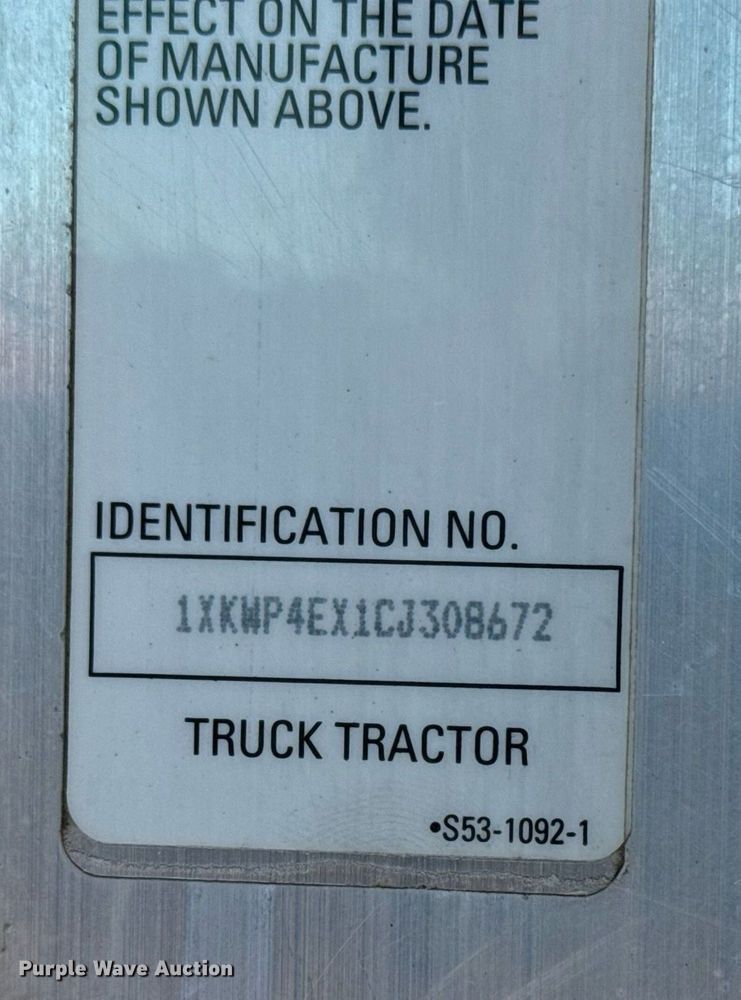 EFFECT ON THE DATE
OF MANUFACTURE
SHOWN ABOVE.
IDENTIFICATION NO.
1XKWP4EX1CJ308672
TRUCK TRACTOR
•S53-1092-1
Purple Wave Auction